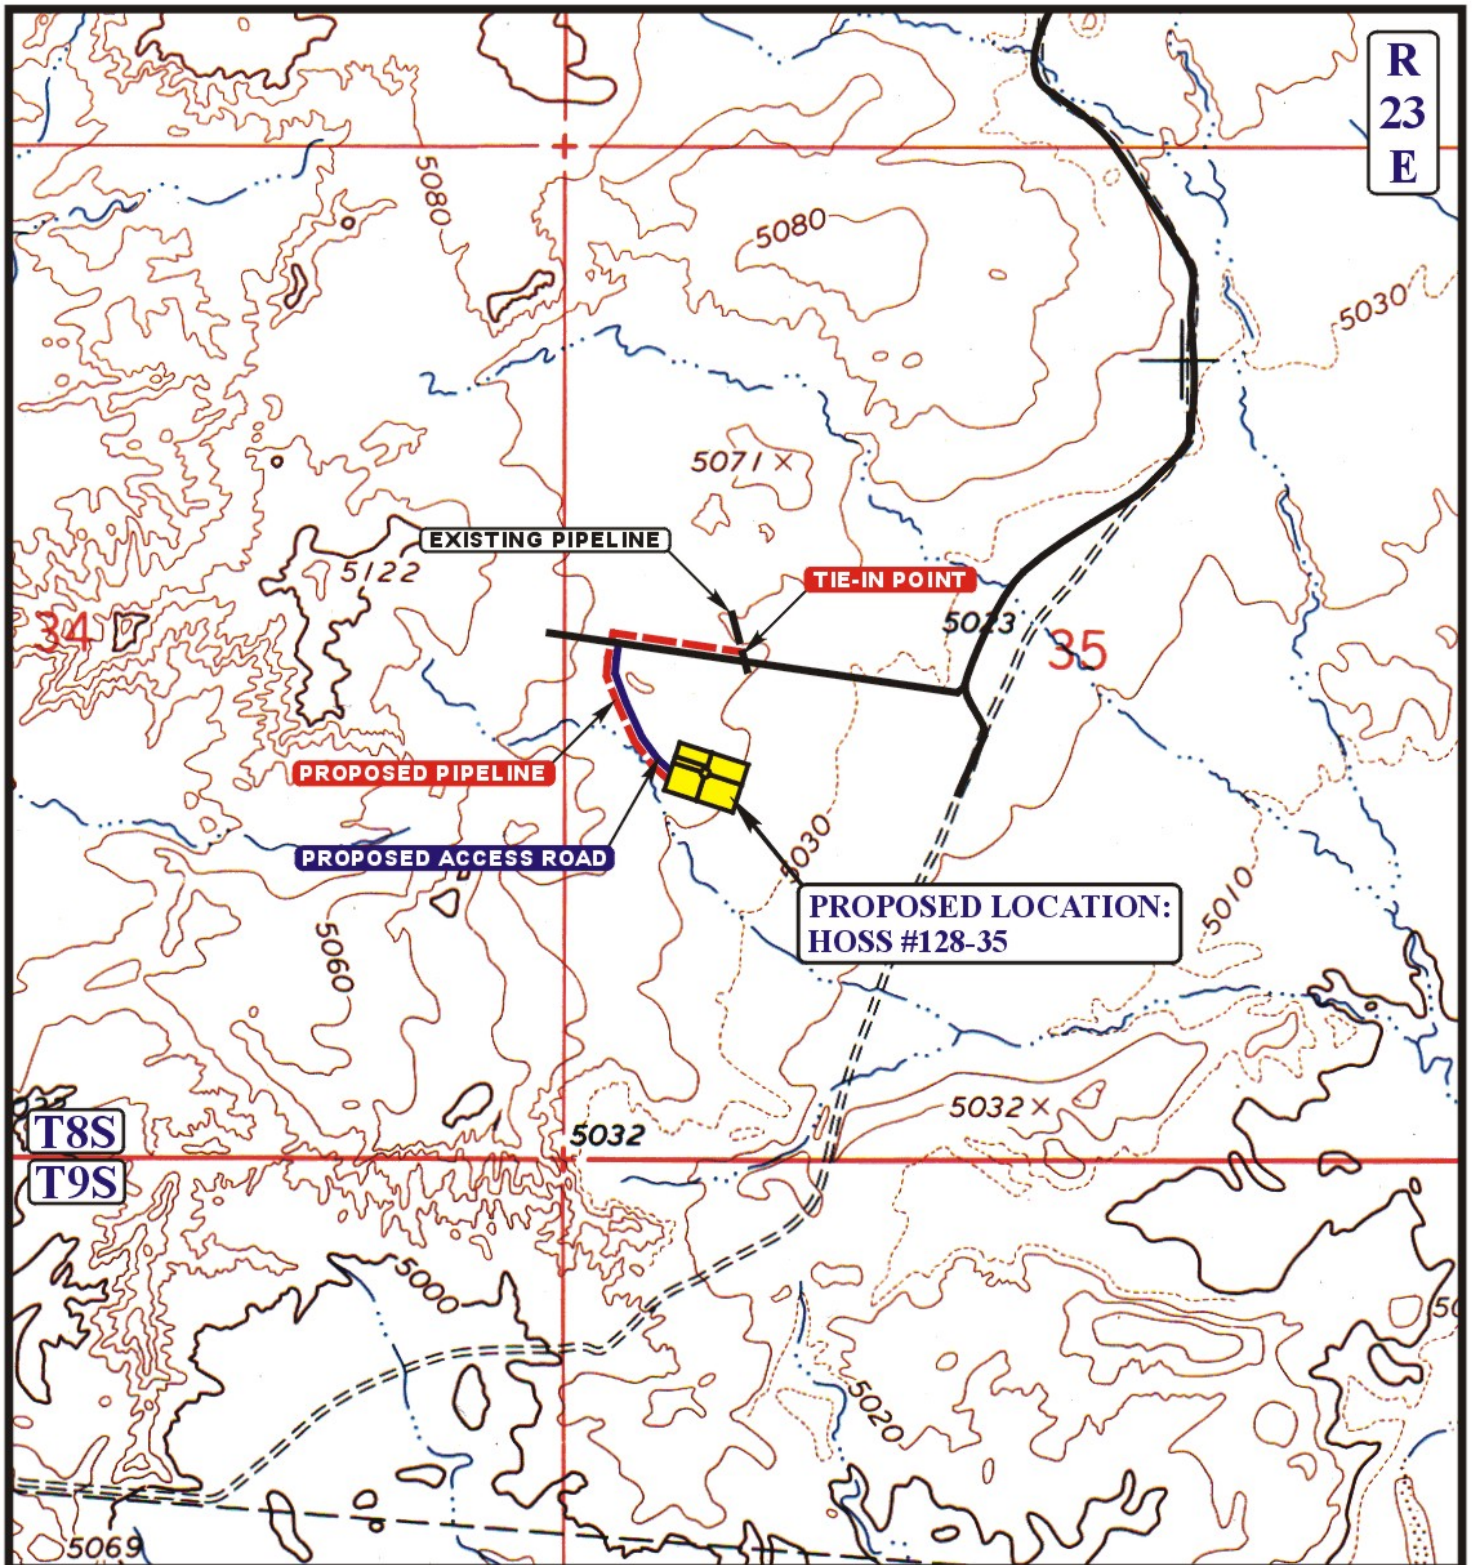 R
23
E
5080
5080
5030
5071 ×
EXISTING PIPELINE
5122
TIE-IN POINT
34
5023
35
PROPOSED PIPELINE
5030
PROPOSED ACCESS ROAD
PROPOSED LOCATION:
HOSS #128-35
5010
5060
5032 ×
T8S
5032
T9S
5000
5020
5069